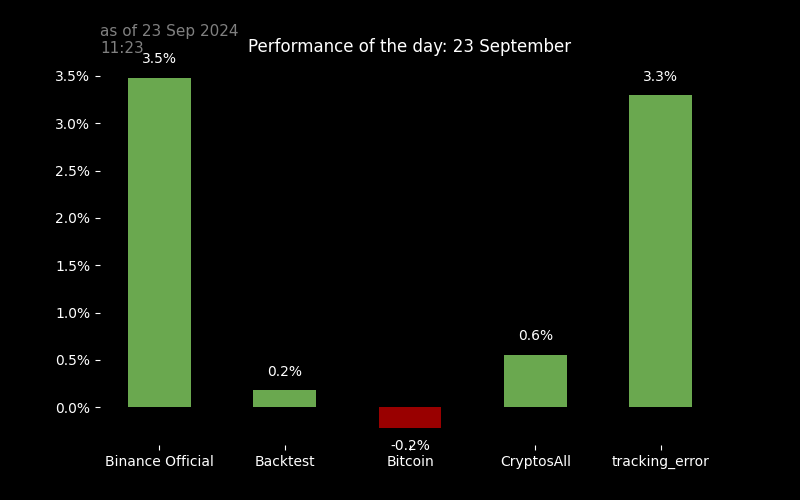 as of 23 Sep 2024
11:23
Performance of the day: 23 September
3.5%
3.3%
0.6%
0.2%
-0.2%
3.5%
3.0%
2.5%
2.0%
1.5%
1.0%
0.5%
0.0%
Binance Official
Backtest
Bitcoin
CryptosAll
tracking_error